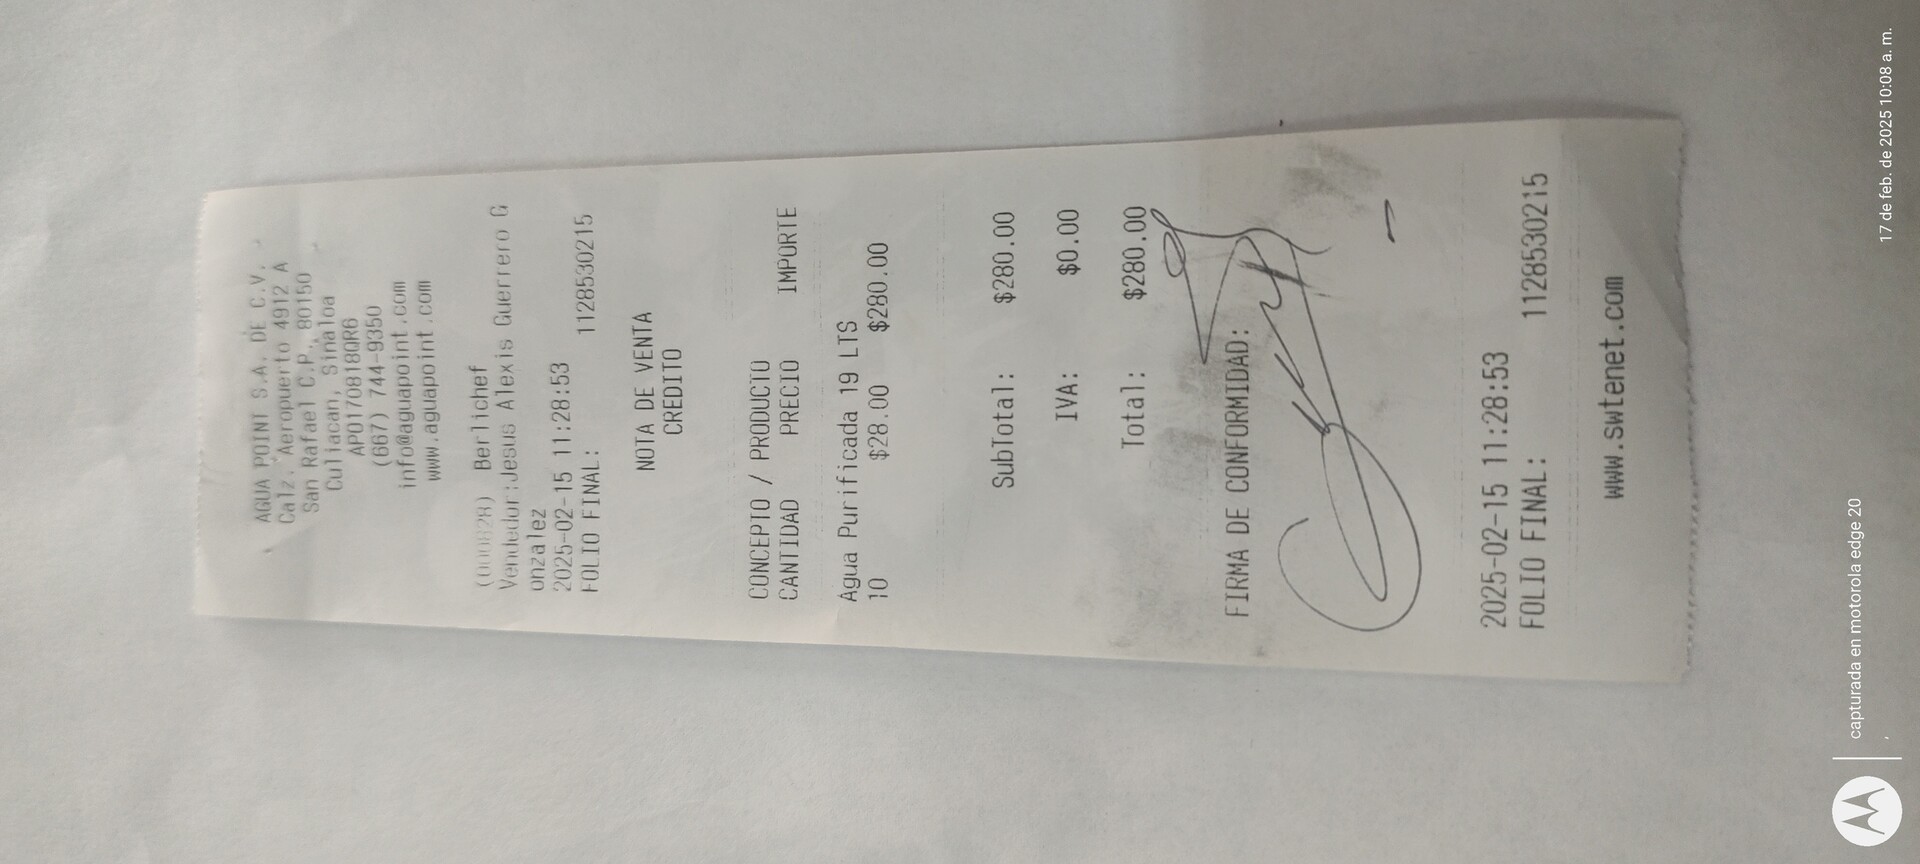 AGUA POINT S.A. DE C.V.
Calz. Aeropuerto 4912 A
San Rafael C.P. 80150
Culiacan, Sinaloa
APO170818QR6
(667) 744-9350
info@aguapoint.com
www.aguapoint.com
(000828) Berlichef
Vendedor:Jesus Alexis Guerrero G
onzalez
2025-02-15 11:28:53
FOLIO FINAL: 1128530215
NOTA DE VENTA
CREDITO
CONCEPTO / PRODUCTO
CANTIDAD PRECIO IMPORTE
Agua Purificada 19 LTS
10 $28.00 $280.00
SubTotal: $280.00
IVA: $0.00
Total: $280.00
FIRMA DE CONFORMIDAD:
2025-02-15 11:28:53
FOLIO FINAL: 1128530215
www.swtenet.com
capturada en motorola edge 20
17 de feb. de 2025 10:08 a. m.